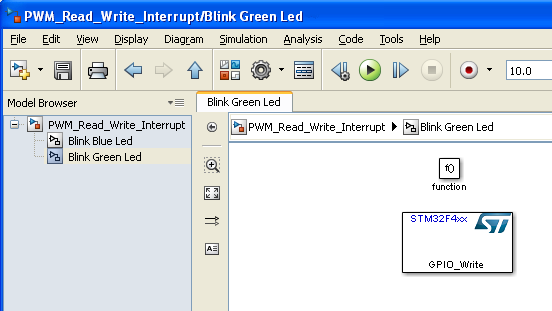 PWM_Read_Write_Interrupt/Blink Green Led
File Edit View Display Diagram Simulation Analysis Code Tools Help
10.0
Model Browser
Blink Green Led
PWM_Read_Write_Interrupt
Blink Blue Led
Blink Green Led
PWM_Read_Write_Interrupt Blink Green Led
f()
function
STM32F4xx ST
GPIO_Write